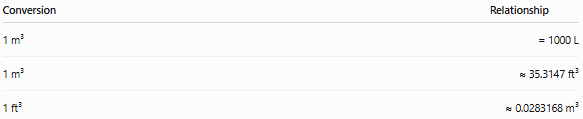 Conversion Relationship
1 m³ = 1000 L
1 m³ ≈ 35.3147 ft³
1 ft³ ≈ 0.0283168 m³